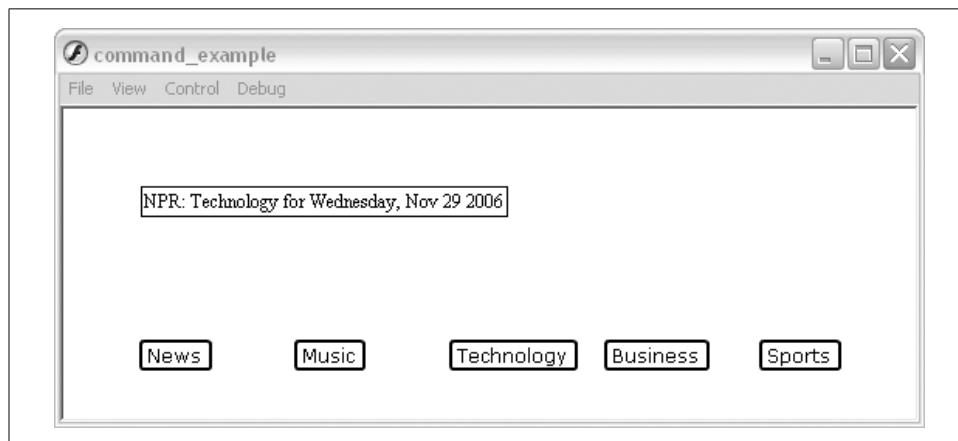 command_example
File View Control Debug
NPR: Technology for Wednesday, Nov 29 2006
News Music Technology Business Sports